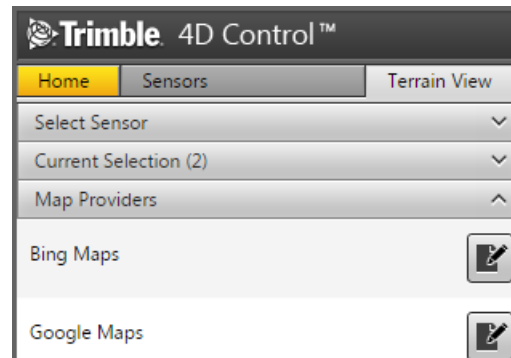 Trimble. 4D Control™
Home Sensors Terrain View
Select Sensor
Current Selection (2)
Map Providers
Bing Maps
Google Maps